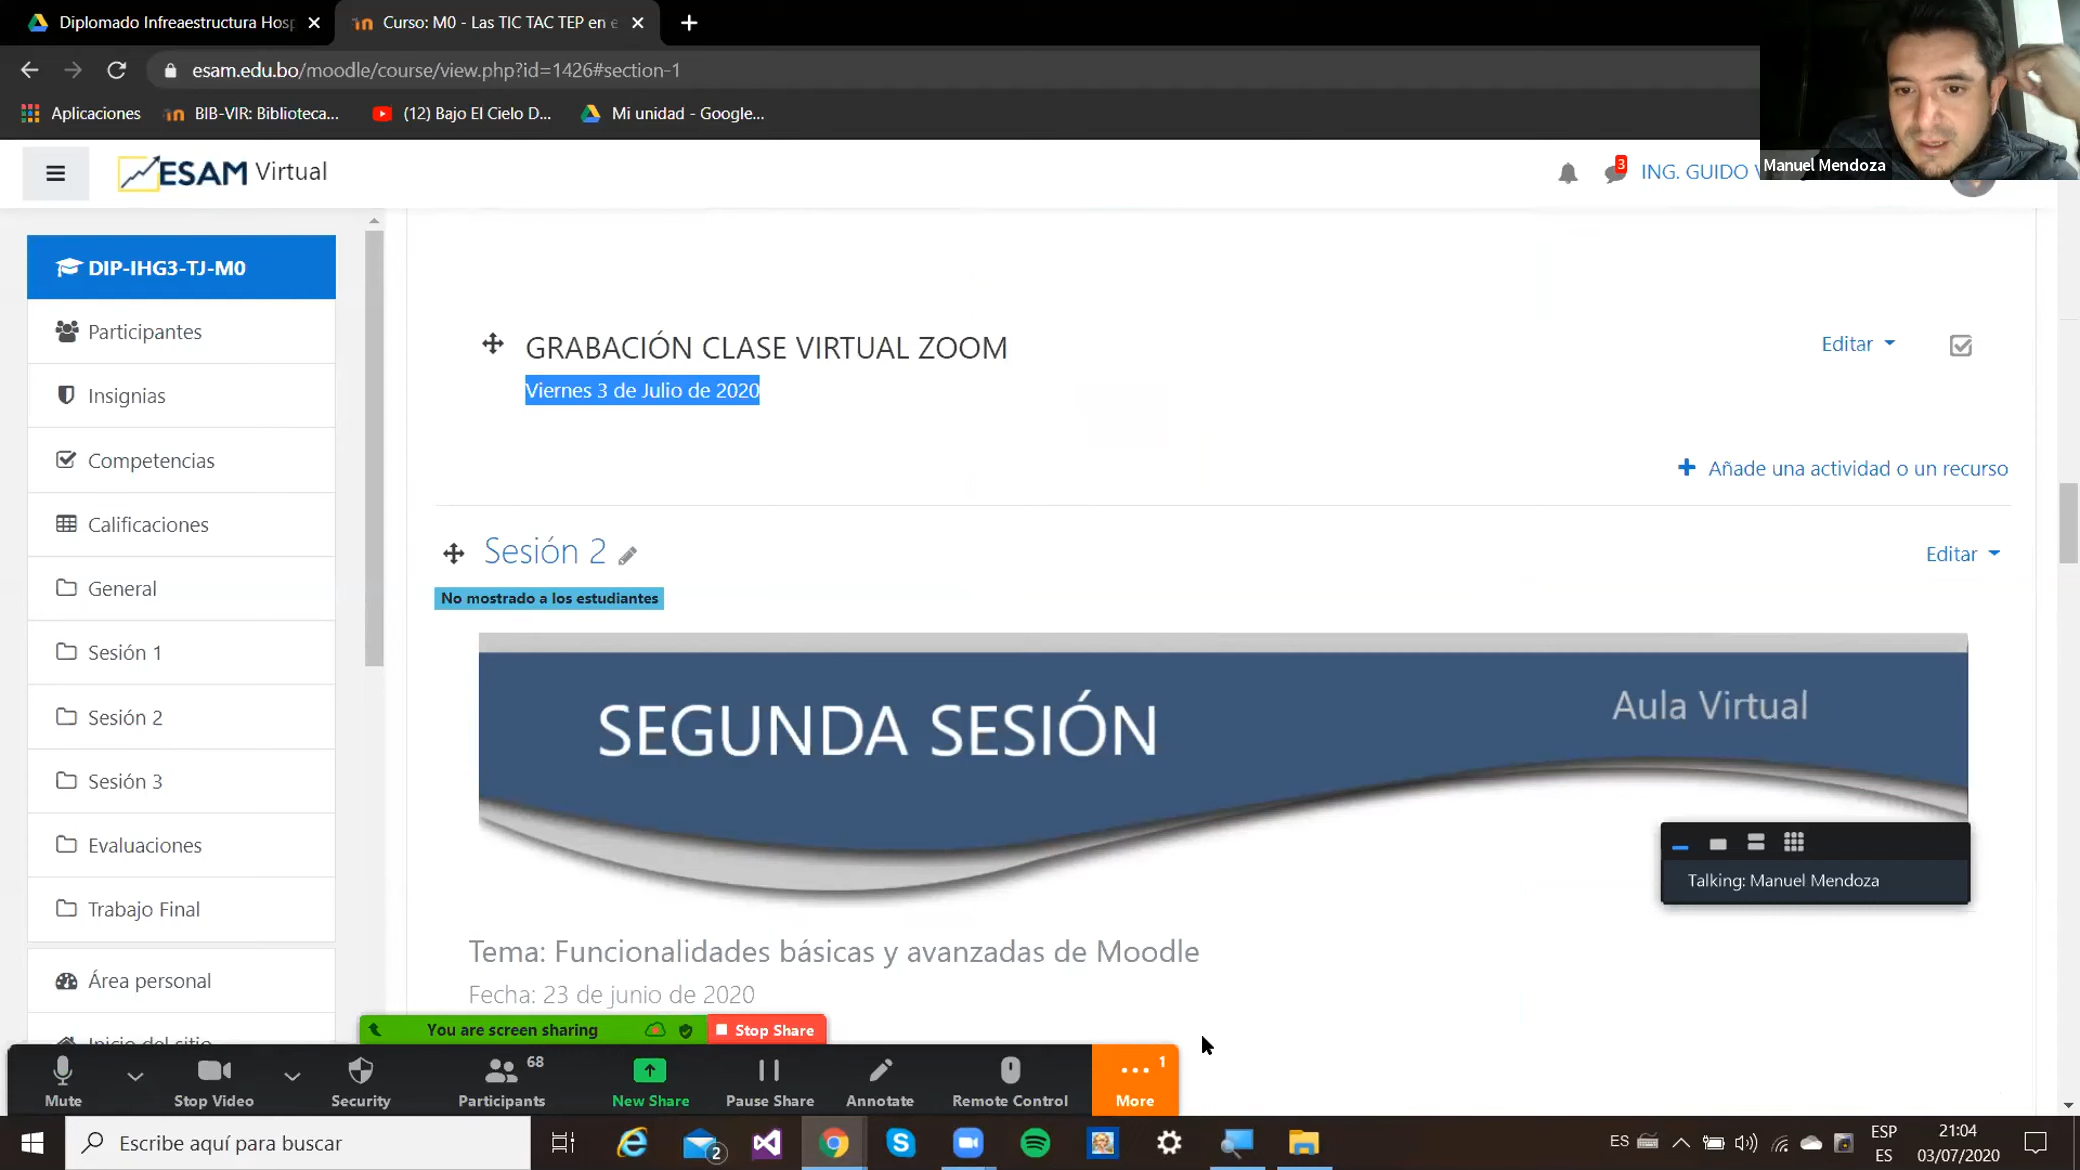 Diplomado Infreaestructura Hosp
Curso: M0 - Las TIC TAC TEP en e
esam.edu.bo/moodle/course/view.php?id=1426#section-1
Aplicaciones
BIB-VIR: Biblioteca...
(12) Bajo El Cielo D...
Mi unidad - Google...
Manuel Mendoza
ESAM Virtual
3
ING. GUIDO
DIP-IHG3-TJ-M0
Participantes
Insignias
Competencias
Calificaciones
General
Sesión 1
Sesión 2
Sesión 3
Evaluaciones
Trabajo Final
Área personal
Inicio del sitio
GRABACIÓN CLASE VIRTUAL ZOOM
Editar
Viernes 3 de Julio de 2020
Añade una actividad o un recurso
Sesión 2
Editar
No mostrado a los estudiantes
SEGUNDA SESIÓN
Aula Virtual
Talking: Manuel Mendoza
Tema: Funcionalidades básicas y avanzadas de Moodle
Fecha: 23 de junio de 2020
You are screen sharing
Stop Share
Mute
Stop Video
Security
Participants
68
New Share
Pause Share
Annotate
Remote Control
More
1
Escribe aquí para buscar
2
ES
ESP
ES
21:04
03/07/2020